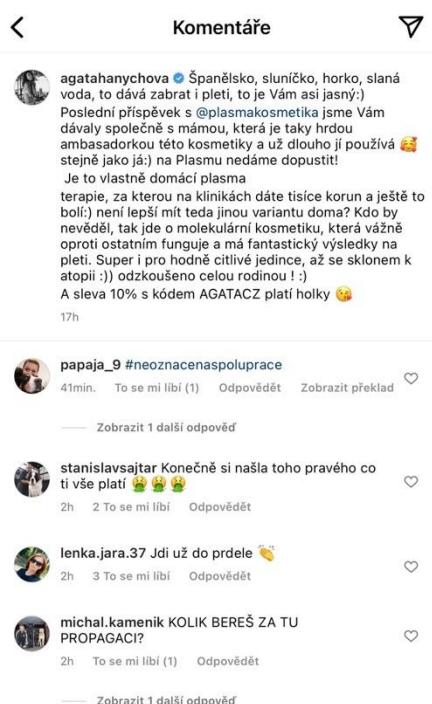 Komentáře
agatahanychova Španělsko, sluníčko, horko, slaná
voda, to dává zabrat i pleti, to je Vám asi jasný:)
Poslední příspěvek s @plasmakosmetika jsme Vám
dávaly společně s mámou, která je taky hrdou
ambasadorkou této kosmetiky a už dlouho jí používá 🥰
stejně jako já:) na Plasmu nedáme dopustit!
Je to vlastně domácí plasma
terapie, za kterou na klinikách dáte tisíce korun a ještě to
bolí:) není lepší mít teda jinou variantu doma? Kdo by
nevěděl, tak jde o molekulární kosmetiku, která vážně
oproti ostatním funguje a má fantastický výsledky na
pleti. Super i pro hodně citlivé jedince, až se sklonem k
atopii :)) odzkoušeno celou rodinou ! :)
A sleva 10% s kódem AGATACZ platí holky 😘
17h
papaja_9 #neoznacenaspoluprace
41min. To se mi líbí (1) Odpovědět Zobrazit překlad
Zobrazit 1 další odpověď
stanislavsajtar Konečně si našla toho pravého co
ti vše platí 🤮🤮🤮
2h 2 To se mi líbí Odpovědět
lenka.jara.37 Jdi už do prdele 👏
2h 3 To se mi líbí Odpovědět
michal.kamenik KOLIK BEREŠ ZA TU
PROPAGACI?
2h To se mi líbí (1) Odpovědět
Zobrazit 1 další odpověď